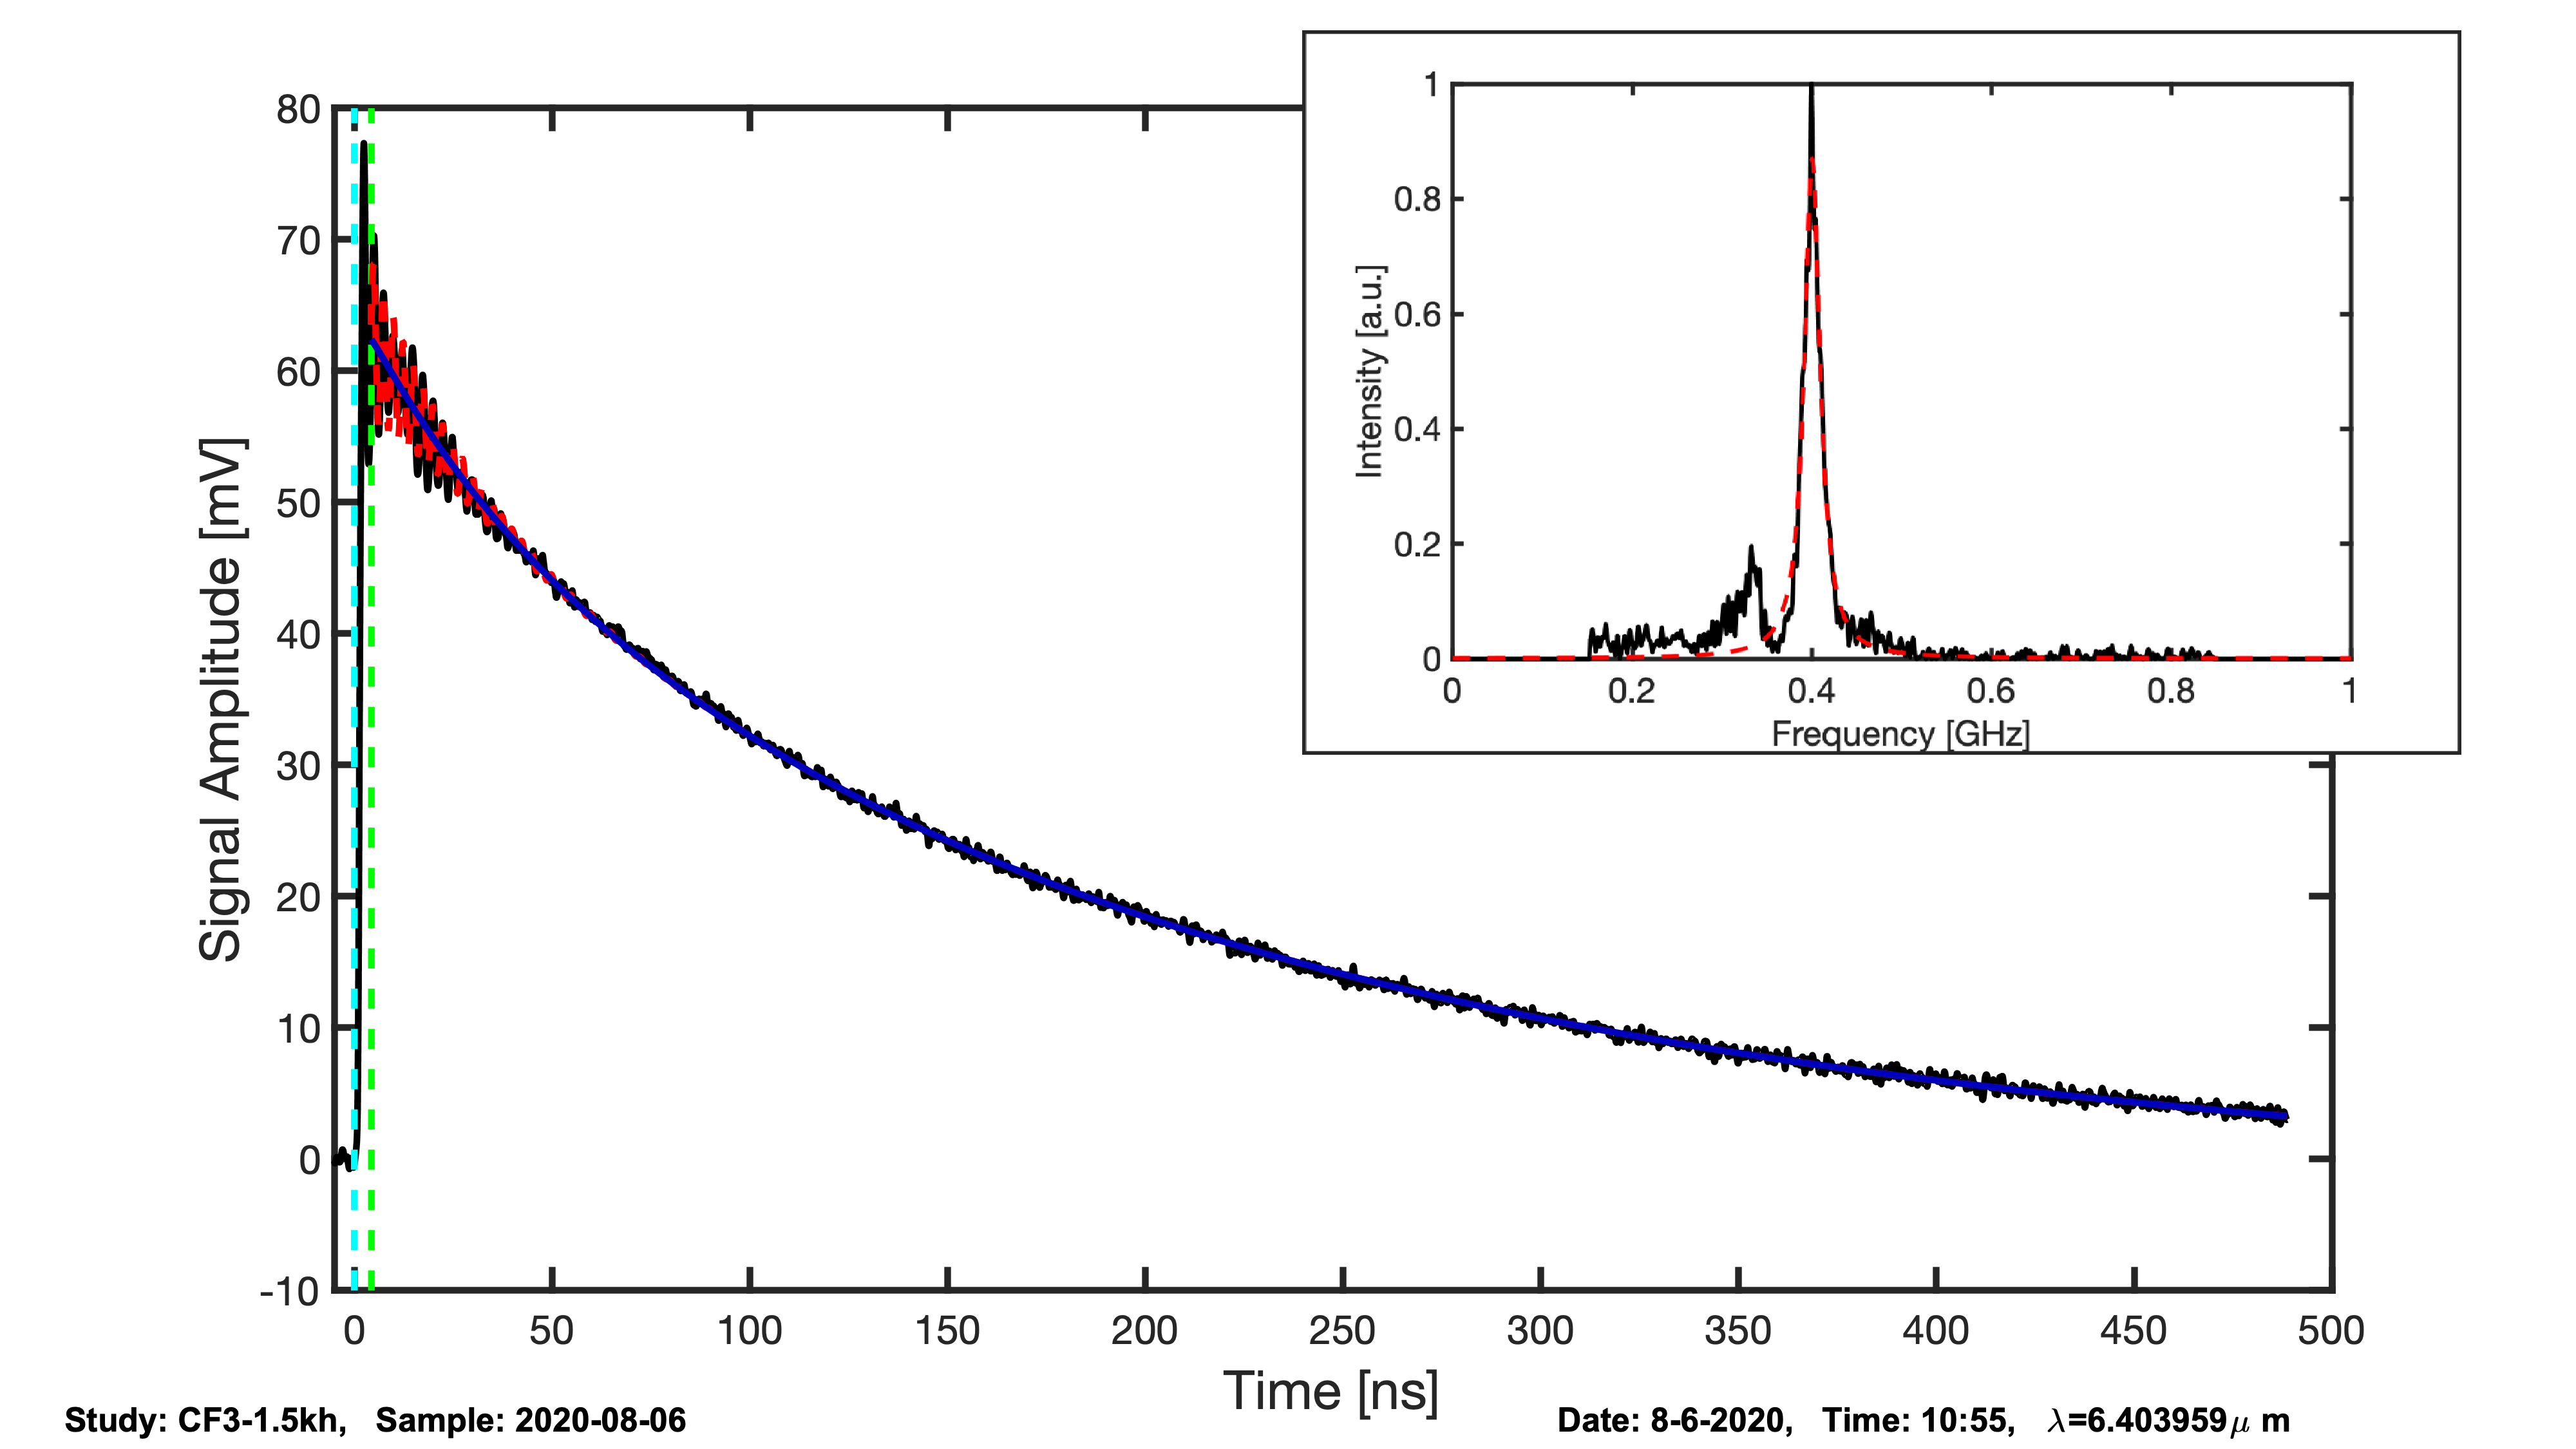 1
0.8
0.6
0.4
0.2
0
Intensity [a.u.]
0 0.2 0.4 0.6 0.8 1
Frequency [GHz]
80
70
60
50
40
30
20
10
0
-10
Signal Amplitude [mV]
0 50 100 150 200 250 300 350 400 450 500
Time [ns]
Study: CF3-1.5kh, Sample: 2020-08-06
Date: 8-6-2020, Time: 10:55, λ=6.403959μ m